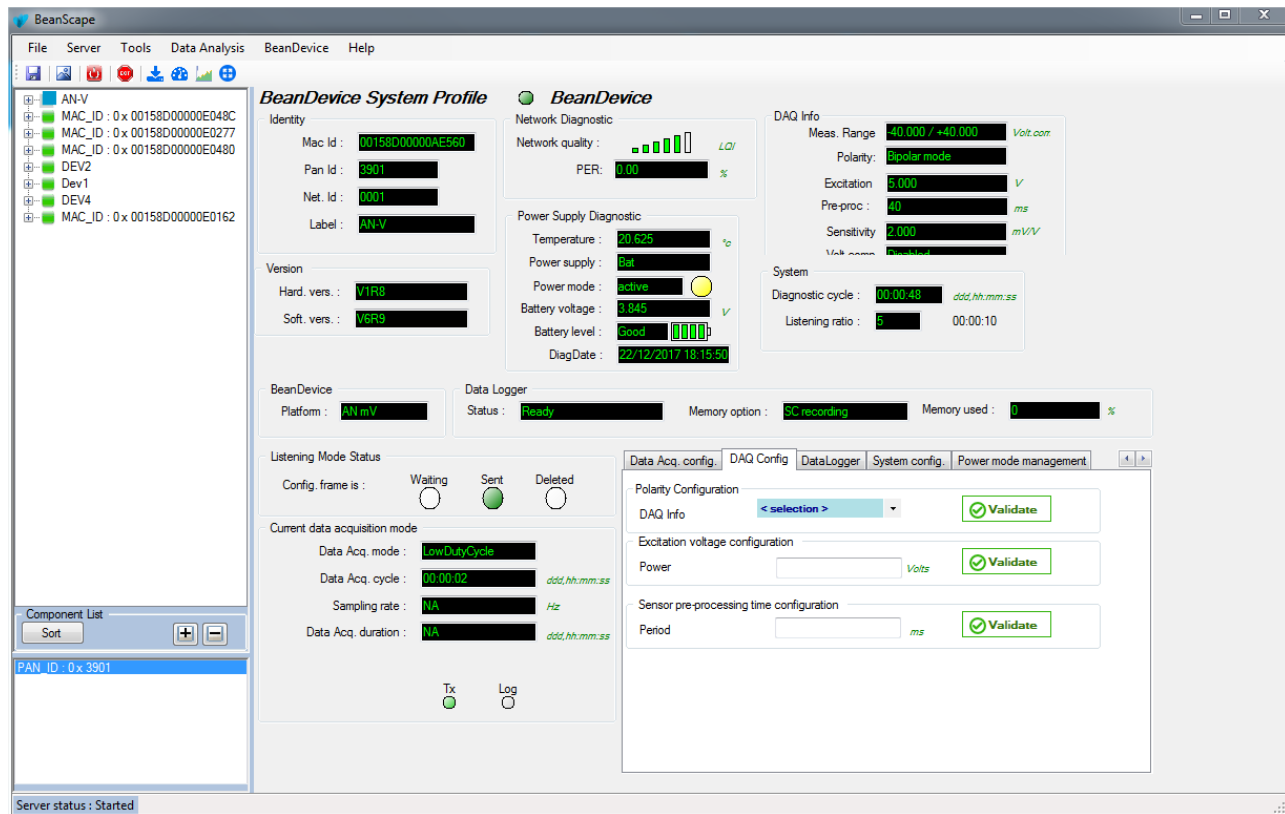 BeanScape
File Server Tools Data Analysis BeanDevice Help
AN-V
MAC_ID : 0 x 00158D00000E048C
MAC_ID : 0 x 00158D00000E0277
MAC_ID : 0 x 00158D00000E0480
DEV2
Dev1
DEV4
MAC_ID : 0 x 00158D00000E0162
Component List
Sort
PAN_ID : 0 x 3901
BeanDevice System Profile BeanDevice
Identity
Mac Id : 00158D00000AE560
Pan Id : 3901
Net. Id : 0001
Label : AN-V
Version
Hard. vers. : V1R8
Soft. vers. : V6R9
Network Diagnostic
Network quality : LQI
PER: 0.00 %
Power Supply Diagnostic
Temperature : 20.625 °c
Power supply : Bat
Power mode : active
Battery voltage : 3.845 V
Battery level : Good
DiagDate : 22/12/2017 18:15:50
DAQ Info
Meas. Range -40.000 / +40.000 Volt.com
Polarity: Bipolar mode
Excitation 5.000 V
Pre-proc : 40 ms
Sensitivity 2.000 mV/V
Volt.comp Disabled
System
Diagnostic cycle : 00:00:48 ddd,hh:mm:ss
Listening ratio : 5 00:00:10
BeanDevice
Platform : AN mV
Data Logger
Status : Ready Memory option : SC recording Memory used : 0 %
Listening Mode Status
Config. frame is : Waiting Sent Deleted
Current data acquisition mode
Data Acq. mode : LowDutyCycle
Data Acq. cycle : 00:00:02 ddd,hh:mm:ss
Sampling rate : NA Hz
Data Acq. duration : NA ddd,hh:mm:ss
Tx Log
Data Acq. config. DAQ Config DataLogger System config. Power mode management
Polarity Configuration
DAQ Info < selection > Validate
Excitation voltage configuration
Power Volts Validate
Sensor pre-processing time configuration
Period ms Validate
Server status : Started